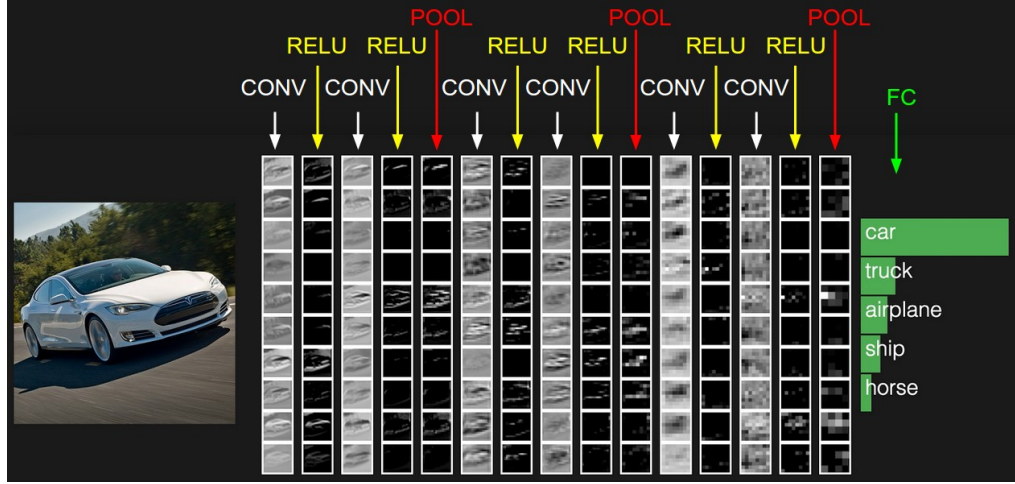 POOL POOL POOL
RELU RELU RELU RELU RELU RELU
CONV CONV CONV CONV CONV CONV
FC
car
truck
airplane
ship
horse